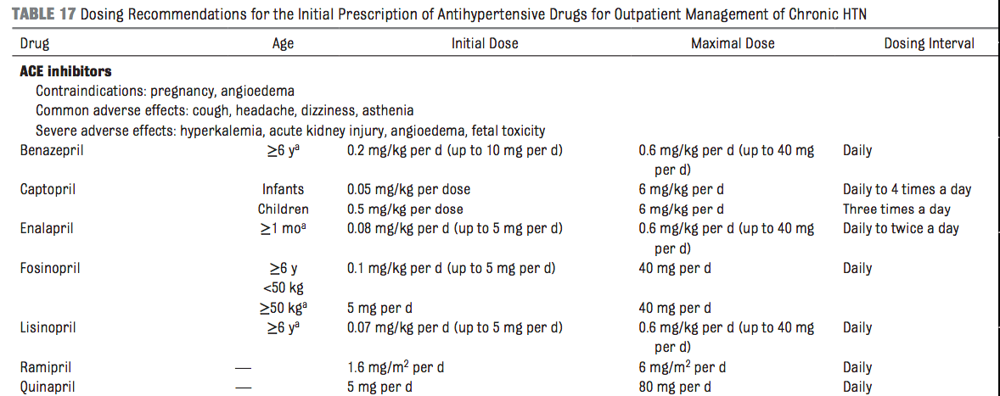 TABLE 17 Dosing Recommendations for the Initial Prescription of Antihypertensive Drugs for Outpatient Management of Chronic HTN
Drug Age Initial Dose Maximal Dose Dosing Interval
ACE inhibitors
Contraindications: pregnancy, angioedema
Common adverse effects: cough, headache, dizziness, asthenia
Severe adverse effects: hyperkalemia, acute kidney injury, angioedema, fetal toxicity
Benazepril ≥6 yᵃ 0.2 mg/kg per d (up to 10 mg per d) 0.6 mg/kg per d (up to 40 mg Daily
per d)
Captopril Infants 0.05 mg/kg per dose 6 mg/kg per d Daily to 4 times a day
Children 0.5 mg/kg per dose 6 mg/kg per d Three times a day
Enalapril ≥1 moᵃ 0.08 mg/kg per d (up to 5 mg per d) 0.6 mg/kg per d (up to 40 mg Daily to twice a day
per d)
Fosinopril ≥6 y 0.1 mg/kg per d (up to 5 mg per d) 40 mg per d Daily
<50 kg
≥50 kgᵃ 5 mg per d 40 mg per d
Lisinopril ≥6 yᵃ 0.07 mg/kg per d (up to 5 mg per d) 0.6 mg/kg per d (up to 40 mg Daily
per d)
Ramipril — 1.6 mg/m² per d 6 mg/m² per d Daily
Quinapril — 5 mg per d 80 mg per d Daily